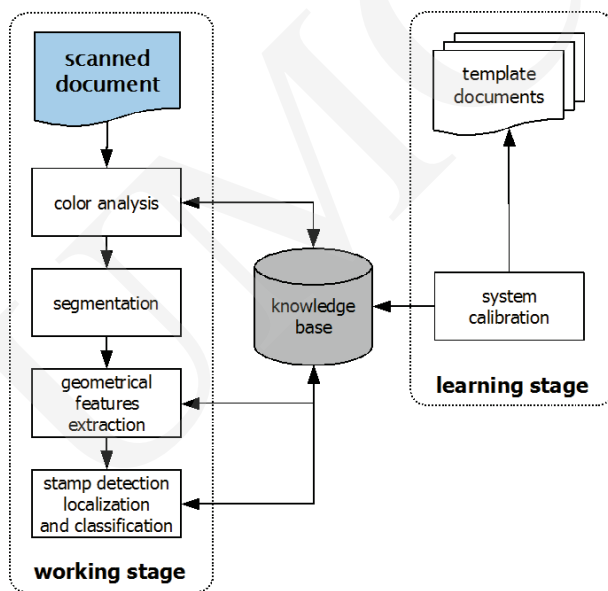 scanned
document
color analysis
segmentation
geometrical
features
extraction
stamp detection
localization
and classification
working stage
knowledge
base
template
documents
system
calibration
learning stage